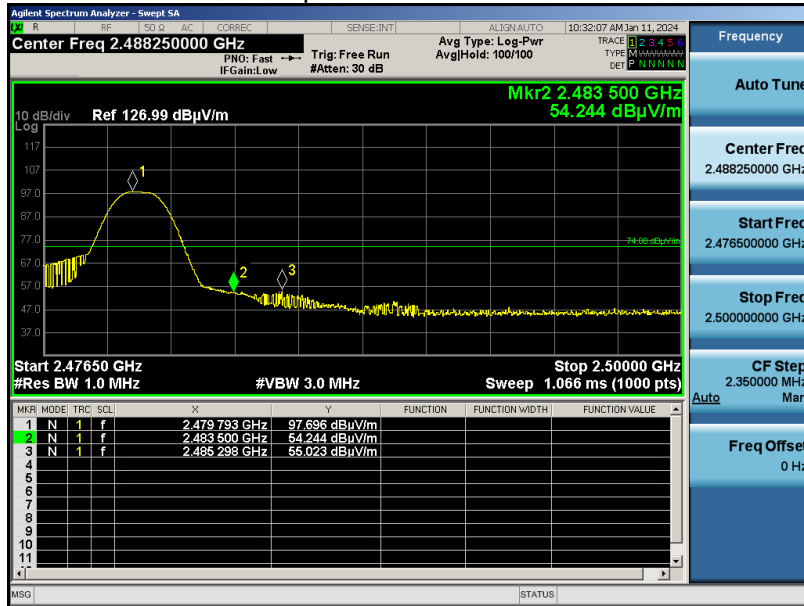 Agilent Spectrum Analyzer - Swept SA
LXI R RF 50 Ω AC CORREC SENSE:INT ALIGN AUTO 10:32:07 AM Jan 11, 2024
Center Freq 2.488250000 GHz
PNO: Fast
IFGain:Low
Trig: Free Run
#Atten: 30 dB
Avg Type: Log-Pwr
Avg|Hold: 100/100
TRACE 1 2 3 4 5 6
TYPE M
DET P N N N N N
Mkr2 2.483 500 GHz
54.244 dBµV/m
10 dB/div Ref 126.99 dBµV/m
Log
117
107
97.0
87.0
77.0
67.0
57.0
47.0
37.0
1
2
3
74.00 dBµV/m
Start 2.47650 GHz Stop 2.50000 GHz
#Res BW 1.0 MHz #VBW 3.0 MHz Sweep 1.066 ms (1000 pts)
MKR MODE TRC SCL X Y FUNCTION FUNCTION WIDTH FUNCTION VALUE
1 N 1 f 2.479 793 GHz 97.696 dBµV/m
2 N 1 f 2.483 500 GHz 54.244 dBµV/m
3 N 1 f 2.485 298 GHz 55.023 dBµV/m
4
5
6
7
8
9
10
11
MSG STATUS
Frequency
Auto Tune
Center Freq
2.488250000 GHz
Start Freq
2.476500000 GHz
Stop Freq
2.500000000 GHz
CF Step
2.350000 MHz
Auto Man
Freq Offset
0 Hz